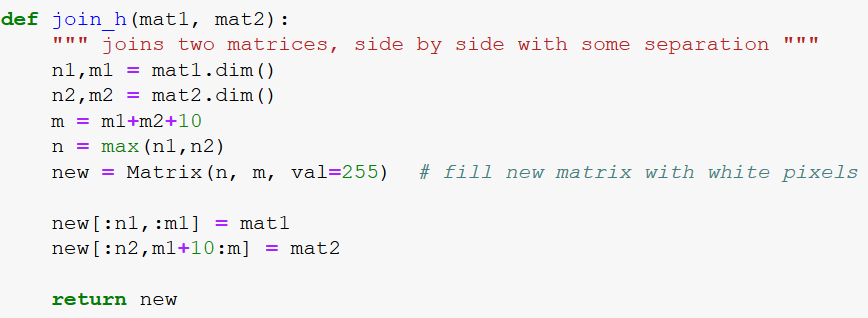 def join_h(mat1, mat2):
    """ joins two matrices, side by side with some separation """
    n1,m1 = mat1.dim()
    n2,m2 = mat2.dim()
    m = m1+m2+10
    n = max(n1,n2)
    new = Matrix(n, m, val=255)  # fill new matrix with white pixels

    new[:n1,:m1] = mat1
    new[:n2,m1+10:m] = mat2

    return new